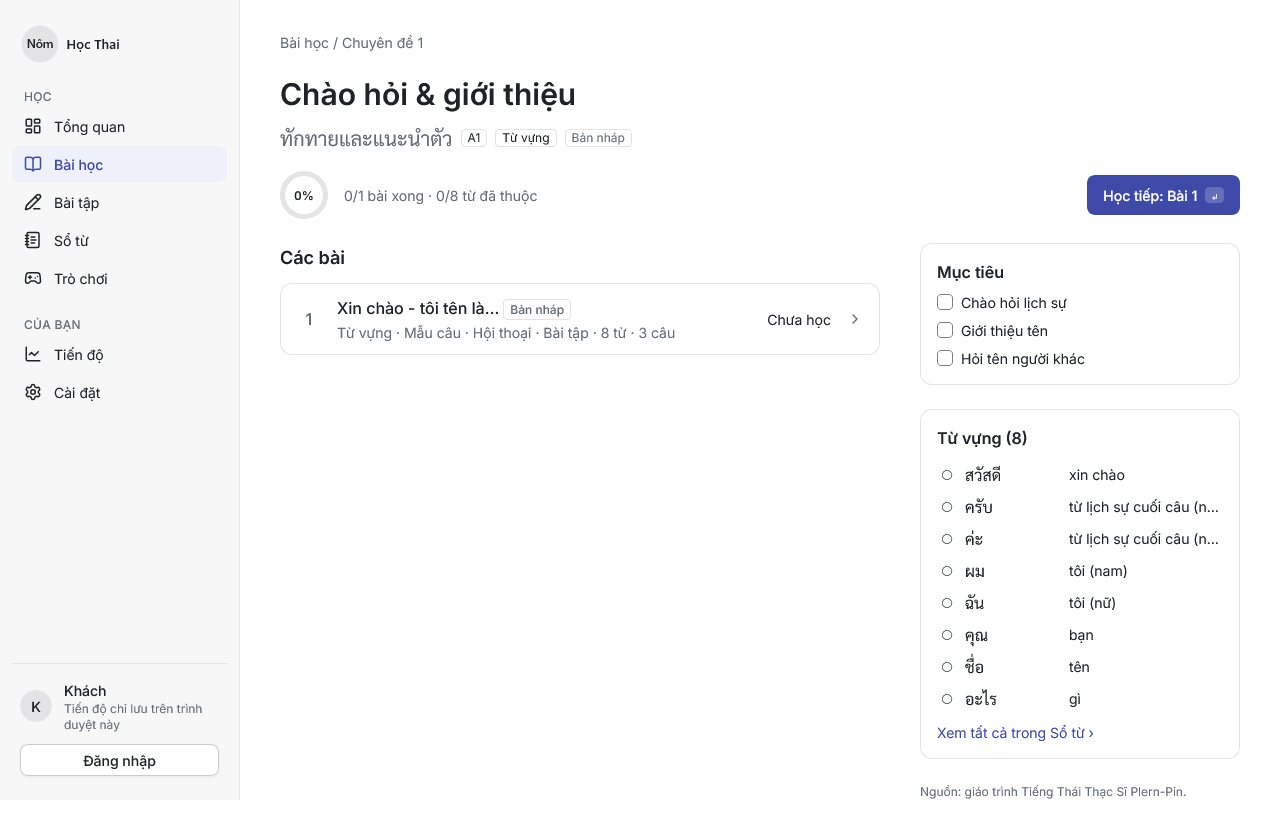 Nôm Học Thai
HỌC
Tổng quan
Bài học
Bài tập
Sổ từ
Trò chơi
CỦA BẠN
Tiến độ
Cài đặt
K Khách
Tiến độ chỉ lưu trên trình
duyệt này
Đăng nhập
Bài học / Chuyên đề 1
Chào hỏi & giới thiệu
ทักทายและแนะนำตัว A1 Từ vựng Bản nháp
0% 0/1 bài xong · 0/8 từ đã thuộc
Học tiếp: Bài 1 ↵
Các bài
1 Xin chào - tôi tên là... Bản nháp
Từ vựng · Mẫu câu · Hội thoại · Bài tập · 8 từ · 3 câu
Chưa học
Mục tiêu
Chào hỏi lịch sự
Giới thiệu tên
Hỏi tên người khác
Từ vựng (8)
สวัสดี xin chào
ครับ từ lịch sự cuối câu (n...
ค่ะ từ lịch sự cuối câu (n...
ผม tôi (nam)
ฉัน tôi (nữ)
คุณ bạn
ชื่อ tên
อะไร gì
Xem tất cả trong Sổ từ ›
Nguồn: giáo trình Tiếng Thái Thạc Sĩ Plern-Pin.